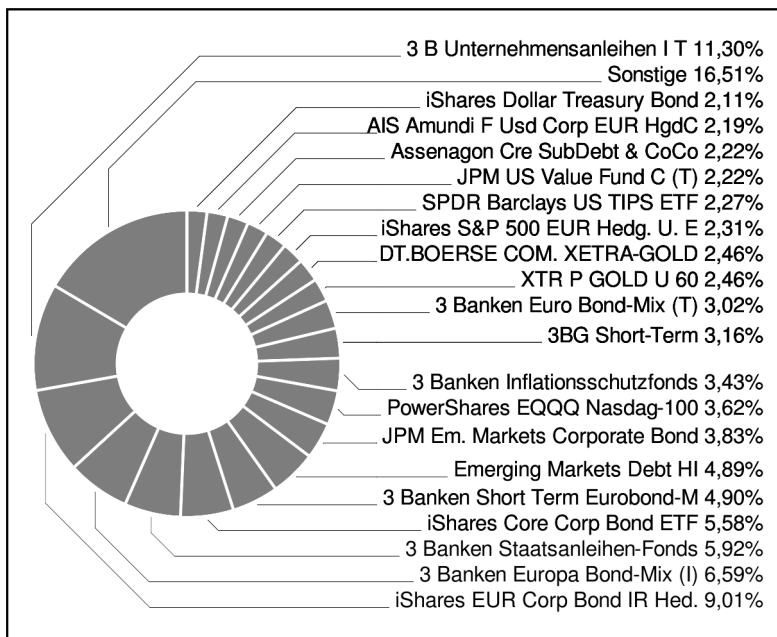 3 B Unternehmensanleihen I T 11,30%
Sonstige 16,51%
iShares Dollar Treasury Bond 2,11%
AIS Amundi F Usd Corp EUR HgdC 2,19%
Assenagon Cre SubDebt & CoCo 2,22%
JPM US Value Fund C (T) 2,22%
SPDR Barclays US TIPS ETF 2,27%
iShares S&P 500 EUR Hedg. U. E 2,31%
DT.BOERSE COM. XETRA-GOLD 2,46%
XTR P GOLD U 60 2,46%
3 Banken Euro Bond-Mix (T) 3,02%
3BG Short-Term 3,16%
3 Banken Inflationsschutzfonds 3,43%
PowerShares EQQQ Nasdag-100 3,62%
JPM Em. Markets Corporate Bond 3,83%
Emerging Markets Debt HI 4,89%
3 Banken Short Term Eurobond-M 4,90%
iShares Core Corp Bond ETF 5,58%
3 Banken Staatsanleihen-Fonds 5,92%
3 Banken Europa Bond-Mix (I) 6,59%
iShares EUR Corp Bond IR Hed. 9,01%